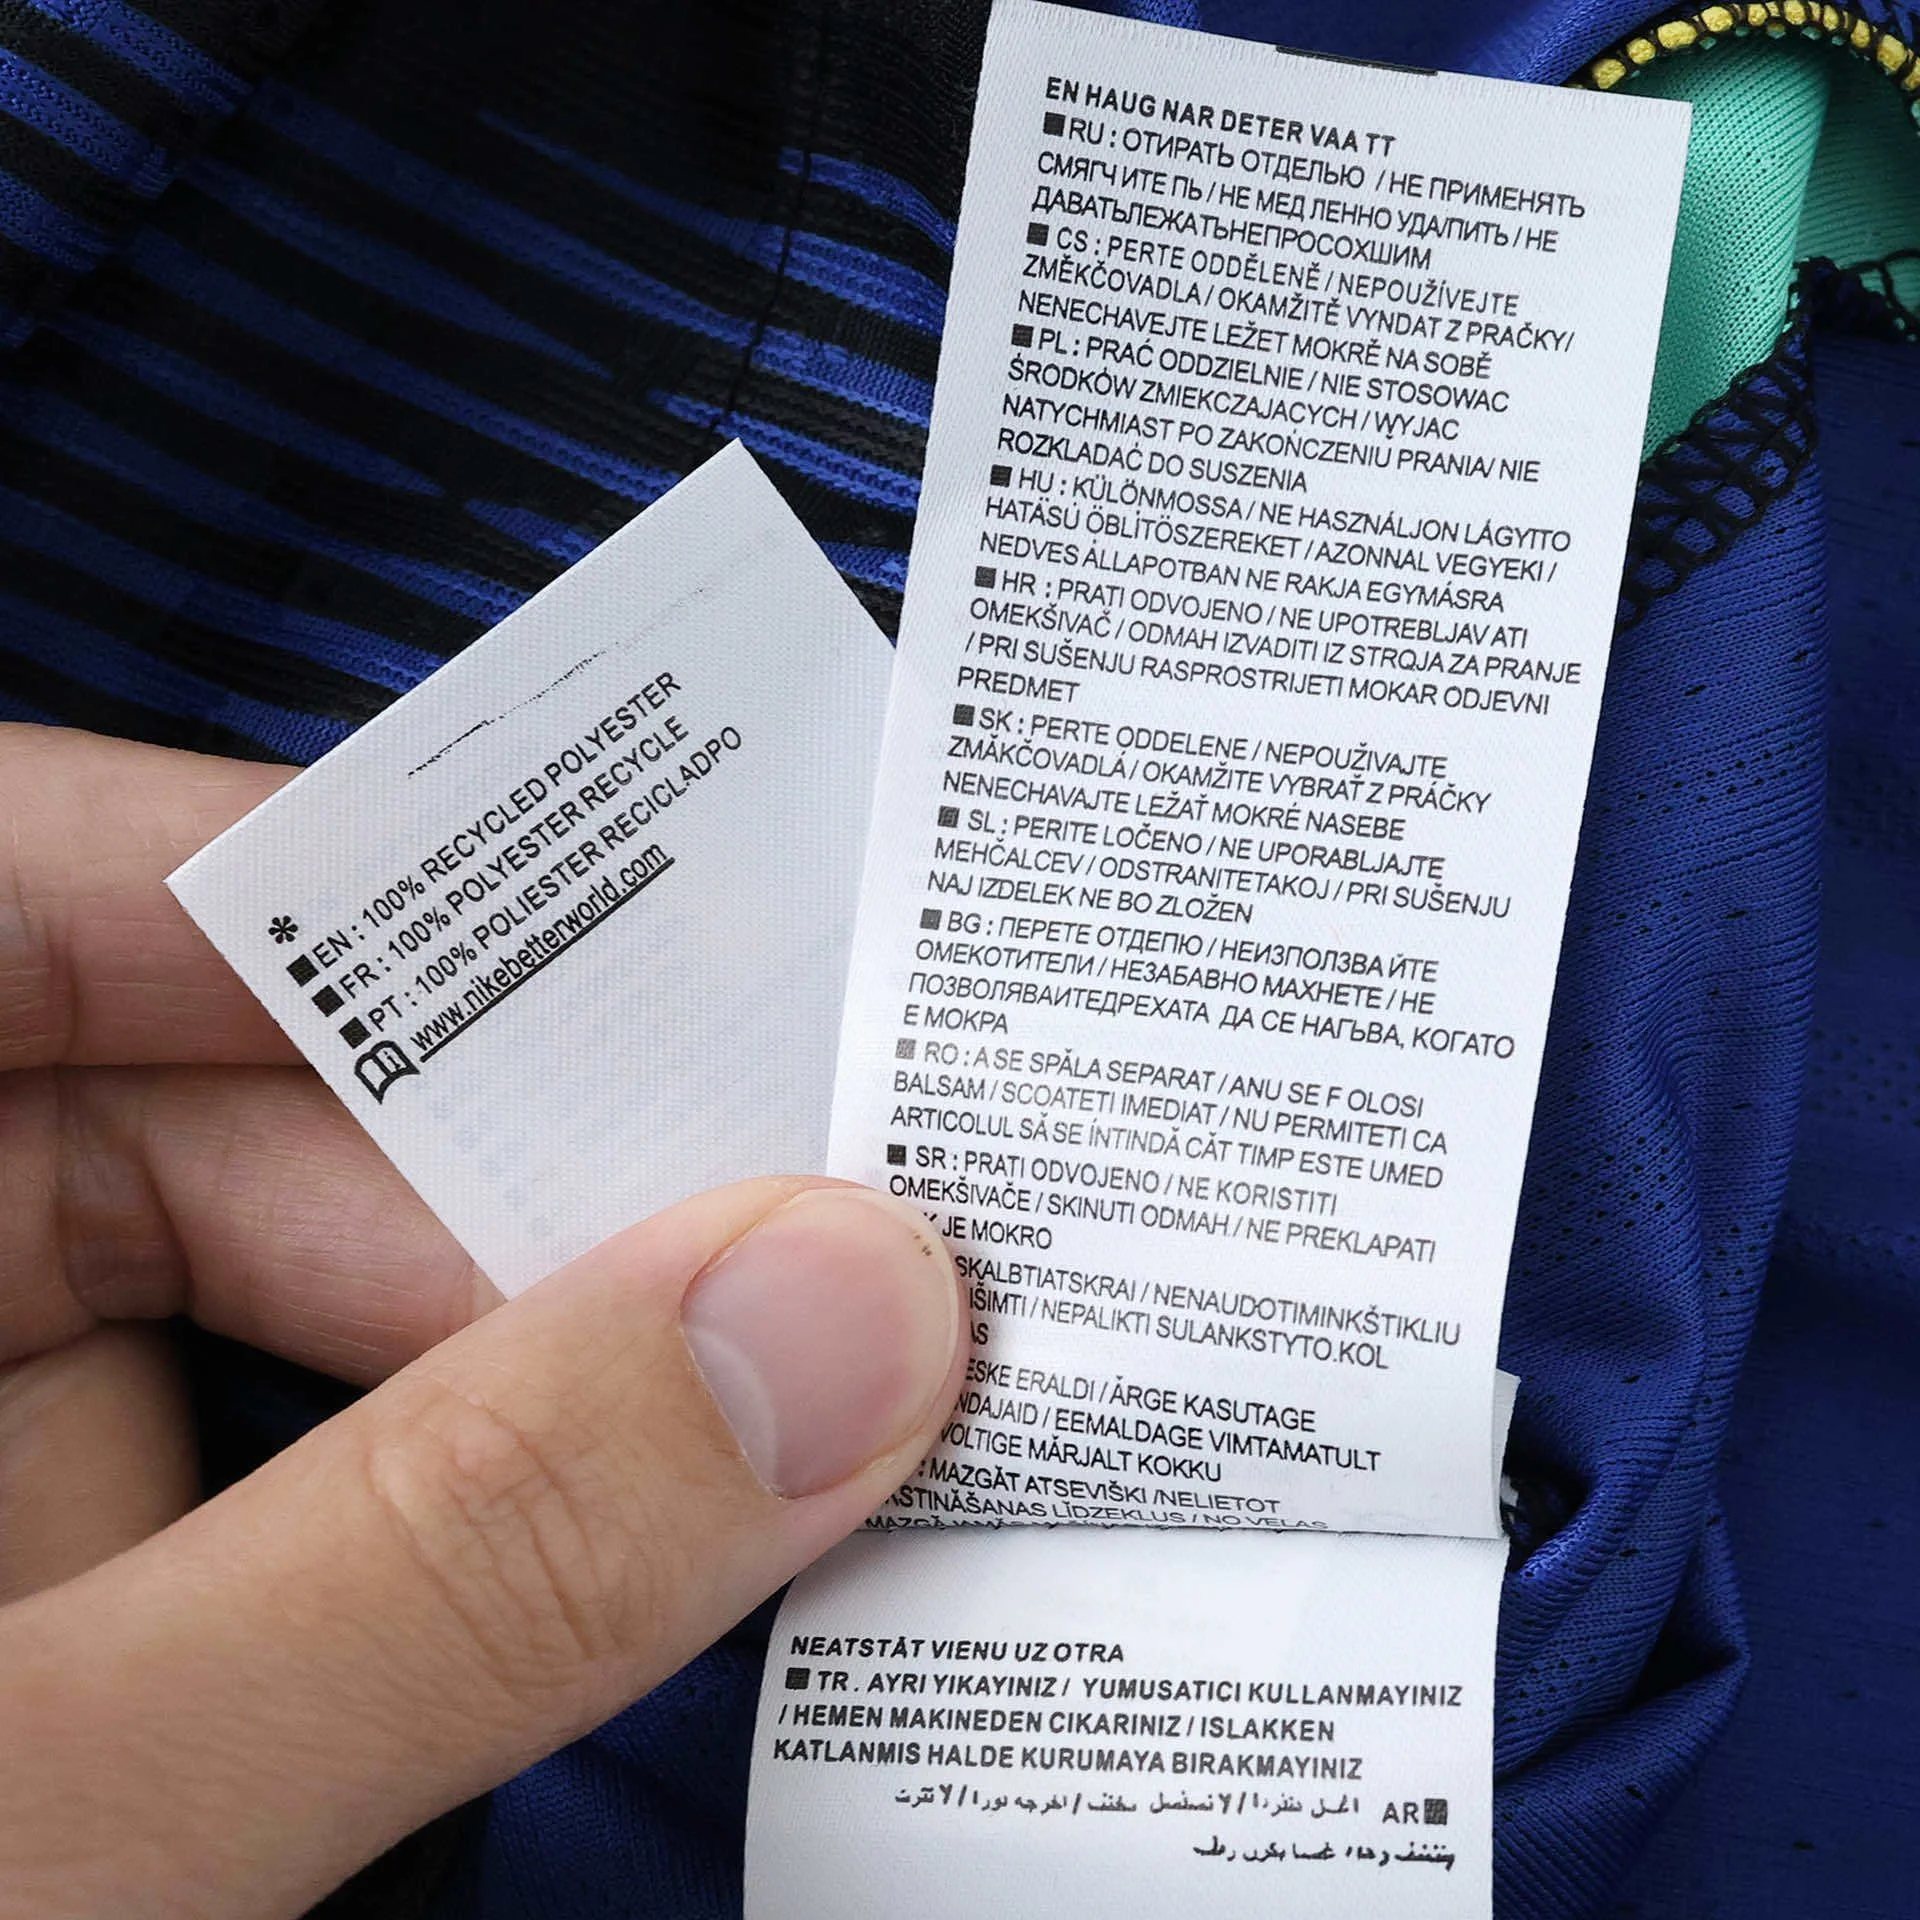 *
EN : 100% RECYCLED POLYESTER
FR : 100% POLYESTER RECYCLE
PT : 100% POLIESTER RECICLADPO
www.nikebetterworld.com
EN HAUG NAR DETER VAA TT
RU : ОТИРАТЬ ОТДЕЛЬЮ / НЕ ПРИМЕНЯТЬ
СМЯГЧ ИТЕ ПЬ / НЕ МЕД ЛЕННО УДА/ПИТЬ / НЕ
ДАВАТЬЛЕЖАТЬНЕПРОСОХШИМ
CS : PERTE ODDĚLENĚ / NEPOUŽÍVEJTE
ZMĚKČOVADLA / OKAMŽITĚ VYNDAT Z PRAČKY/
NENECHAVEJTE LEŽET MOKRĚ NA SOBĚ
PL : PRAĆ ODDZIELNIE / NIE STOSOWAC
ŚRODKÓW ZMIEKCZAJACYCH / WYJAC
NATYCHMIAST PO ZAKOŃCZENIU PRANIA/ NIE
ROZKLADAĆ DO SUSZENIA
HU : KÜLÖNMOSSA / NE HASZNÁLJON LÁGYITO
HATÄSÚ ÖBLÍTÖSZEREKET / AZONNAL VEGYEKI /
NEDVES ÁLLAPOTBAN NE RAKJA EGYMÁSRA
HR : PRATI ODVOJENO / NE UPOTREBLJAV ATI
OMEKŠIVAČ / ODMAH IZVADITI IZ STRQJA ZA PRANJE
/ PRI SUŠENJU RASPROSTRIJETI MOKAR ODJEVNI
PREDMET
SK : PERTE ODDELENE / NEPOUŽIVAJTE
ZMÄKČOVADLÁ / OKAMŽITE VYBRAŤ Z PRÁČKY
NENECHAVAJTE LEŽAŤ MOKRÉ NASEBE
SL : PERITE LOČENO / NE UPORABLJAJTE
MEHČALCEV / ODSTRANITETAKOJ / PRI SUŠENJU
NAJ IZDELEK NE BO ZLOŽEN
BG : ПЕРЕТЕ ОТДЕПЮ / НЕИЗПОЛЗВА ЙТЕ
ОМЕКОТИТЕЛИ / НЕЗАБАВНО МАХНЕТЕ / НЕ
ПОЗВОЛЯВАИТЕДРЕХАТА ДА СЕ НАГЪВА, КОГАТО
Е МОКРА
RO : A SE SPĂLA SEPARAT / ANU SE F OLOSI
BALSAM / SCOATETI IMEDIAT / NU PERMITETI CA
ARTICOLUL SĂ SE ÍNTINDĂ CĂT TIMP ESTE UMED
SR : PRATI ODVOJENO / NE KORISTITI
OMEKŠIVAČE / SKINUTI ODMAH / NE PREKLAPATI
JE MOKRO
SKALBTIATSKRAI / NENAUDOTIMINKŠTIKLIU
IŠIMTI / NEPALIKTI SULANKSTYTO.KOL
AS
ESKE ERALDI / ÄRGE KASUTAGE
NDAJAID / EEMALDAGE VIMTAMATULT
VOLTIGE MÄRJALT KOKKU
: MAZGĀT ATSEVIŠKI /NELIETOT
STINĀŠANAS LĪDZEKLUS / NO VELAS
NEATSTĀT VIENU UZ OTRA
TR . AYRI YIKAYINIZ / YUMUSATICI KULLANMAYINIZ
/ HEMEN MAKINEDEN CIKARINIZ / ISLAKKEN
KATLANMIS HALDE KURUMAYA BIRAKMAYINIZ
AR